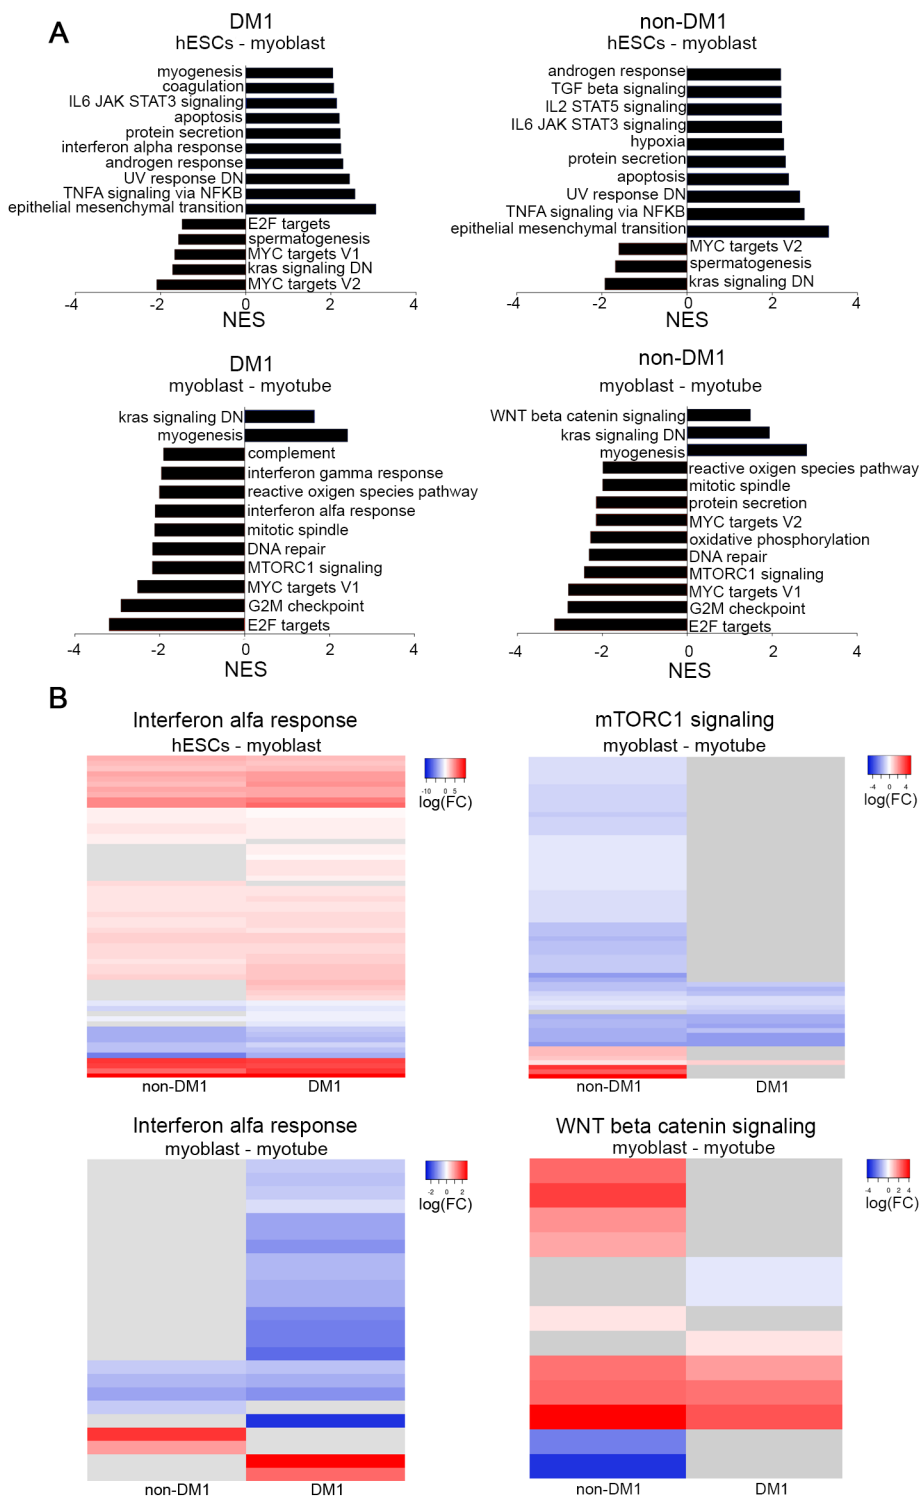 A
DM1
hESCs - myoblast
myogenesis
coagulation
IL6 JAK STAT3 signaling
apoptosis
protein secretion
interferon alpha response
androgen response
UV response DN
TNFA signaling via NFKB
epithelial mesenchymal transition
E2F targets
spermatogenesis
MYC targets V1
kras signaling DN
MYC targets V2
-4 -2 0 2 4
NES
non-DM1
hESCs - myoblast
androgen response
TGF beta signaling
IL2 STAT5 signaling
IL6 JAK STAT3 signaling
hypoxia
protein secretion
apoptosis
UV response DN
TNFA signaling via NFKB
epithelial mesenchymal transition
MYC targets V2
spermatogenesis
kras signaling DN
-4 -2 0 2 4
NES
DM1
myoblast - myotube
kras signaling DN
myogenesis
complement
interferon gamma response
reactive oxigen species pathway
interferon alfa response
mitotic spindle
DNA repair
MTORC1 signaling
MYC targets V1
G2M checkpoint
E2F targets
-4 -2 0 2 4
NES
non-DM1
myoblast - myotube
WNT beta catenin signaling
kras signaling DN
myogenesis
reactive oxigen species pathway
mitotic spindle
protein secretion
MYC targets V2
oxidative phosphorylation
DNA repair
MTORC1 signaling
MYC targets V1
G2M checkpoint
E2F targets
-4 -2 0 2 4
NES
B
Interferon alfa response
hESCs - myoblast
-10 0 5
log(FC)
non-DM1 DM1
mTORC1 signaling
myoblast - myotube
-4 0 4
log(FC)
non-DM1 DM1
Interferon alfa response
myoblast - myotube
-2 0 2
log(FC)
non-DM1 DM1
WNT beta catenin signaling
myoblast - myotube
-4 -2 0 2 4
log(FC)
non-DM1 DM1